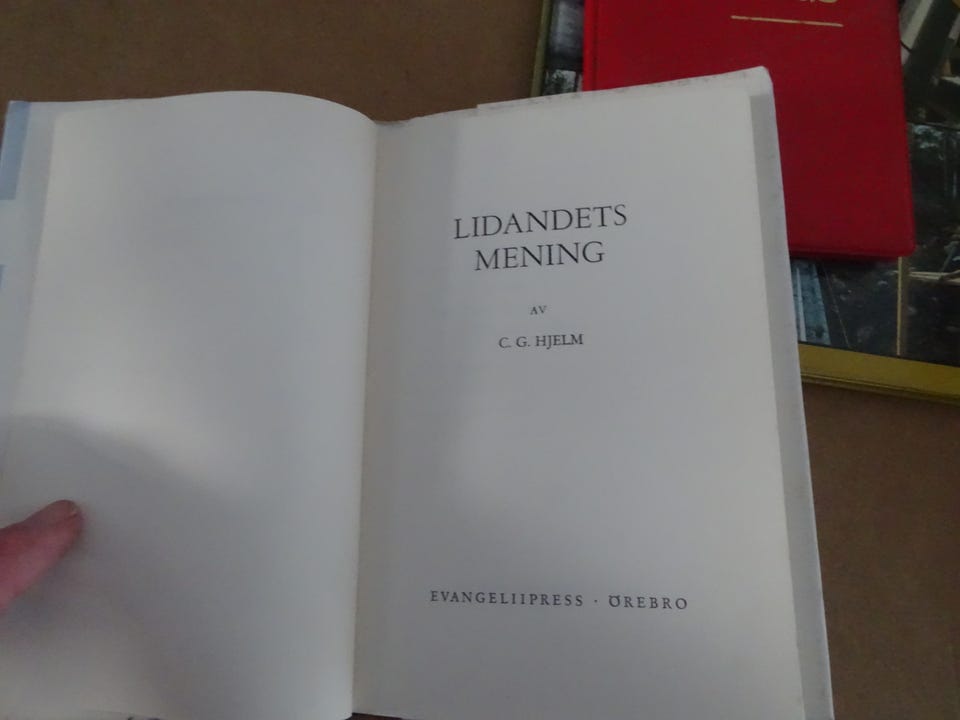 LIDANDETS
MENING
AV
C. G. HJELM
EVANGELIIPRESS · ÖREBRO